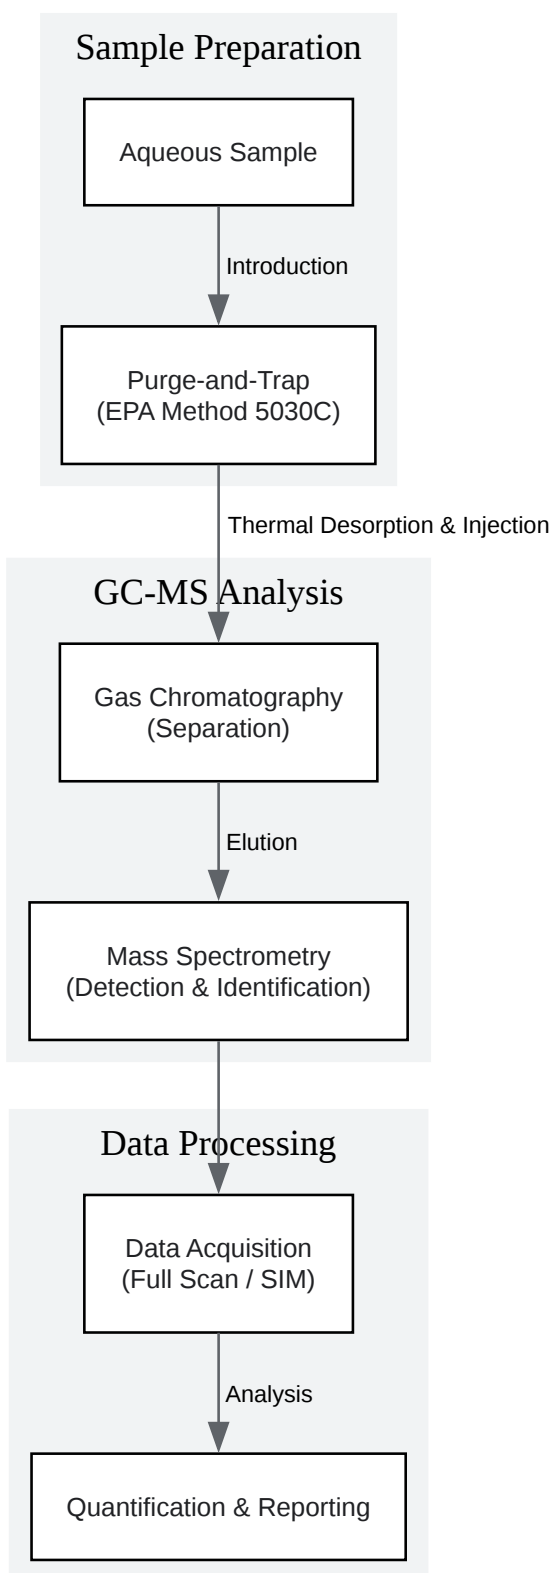 Sample Preparation
Aqueous Sample
Introduction
Purge-and-Trap
(EPA Method 5030C)
Thermal Desorption & Injection
GC-MS Analysis
Gas Chromatography
(Separation)
Elution
Mass Spectrometry
(Detection & Identification)
Data Processing
Data Acquisition
(Full Scan / SIM)
Analysis
Quantification & Reporting